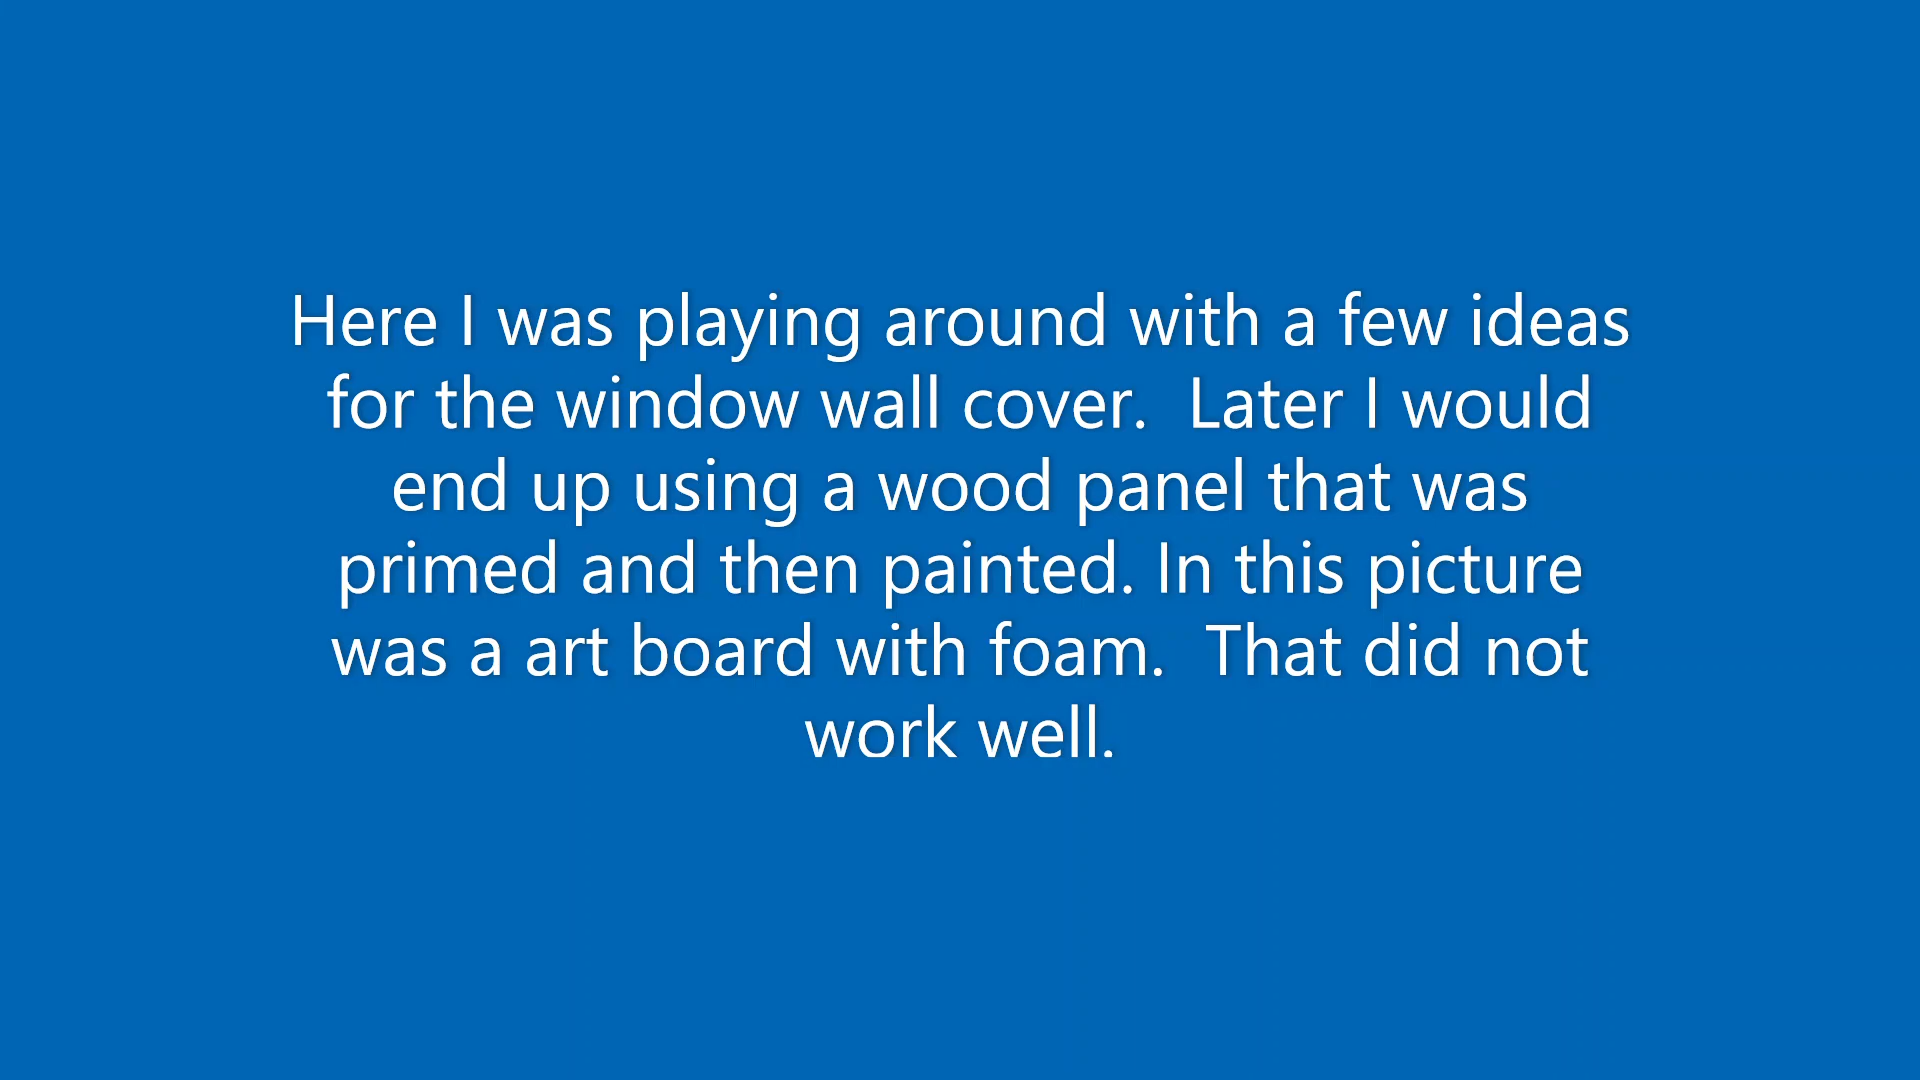 Here I was playing around with a few ideas
for the window wall cover.  Later I would
end up using a wood panel that was
primed and then painted. In this picture
was a art board with foam.  That did not
work well.